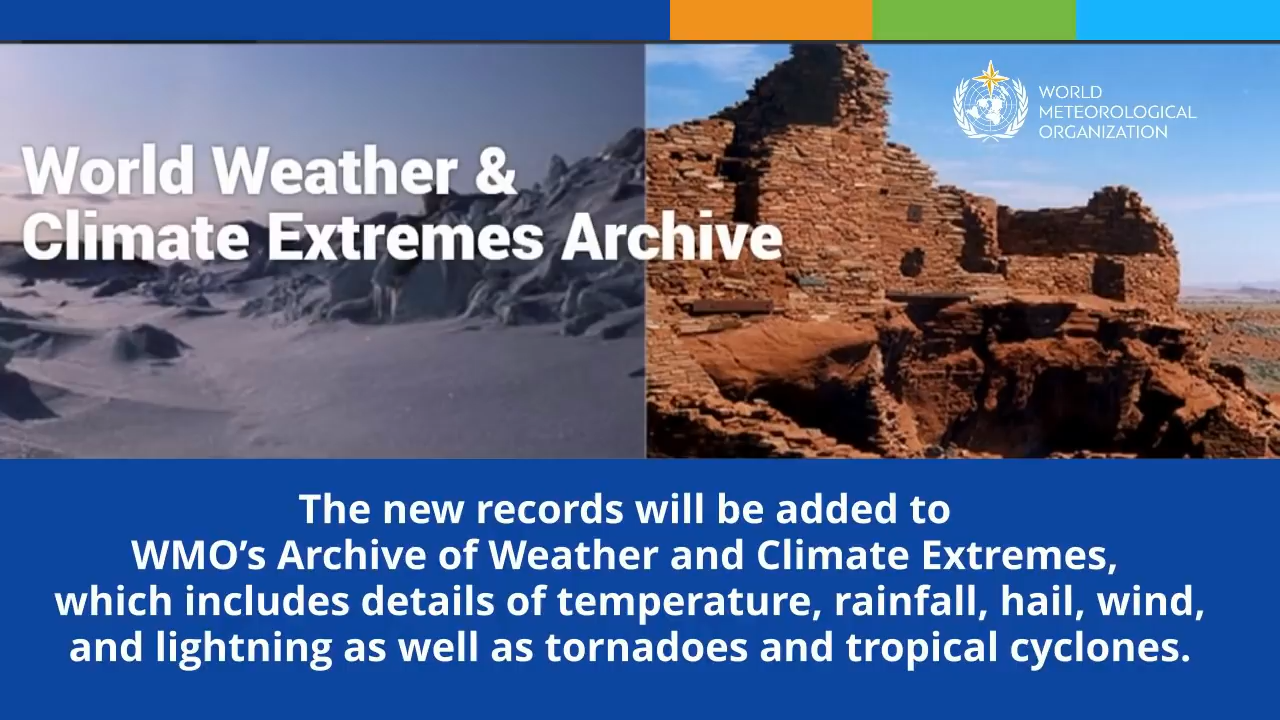 WORLD
METEOROLOGICAL
ORGANIZATION
World Weather &
Climate Extremes Archive
The new records will be added to
WMO’s Archive of Weather and Climate Extremes,
which includes details of temperature, rainfall, hail, wind,
and lightning as well as tornadoes and tropical cyclones.